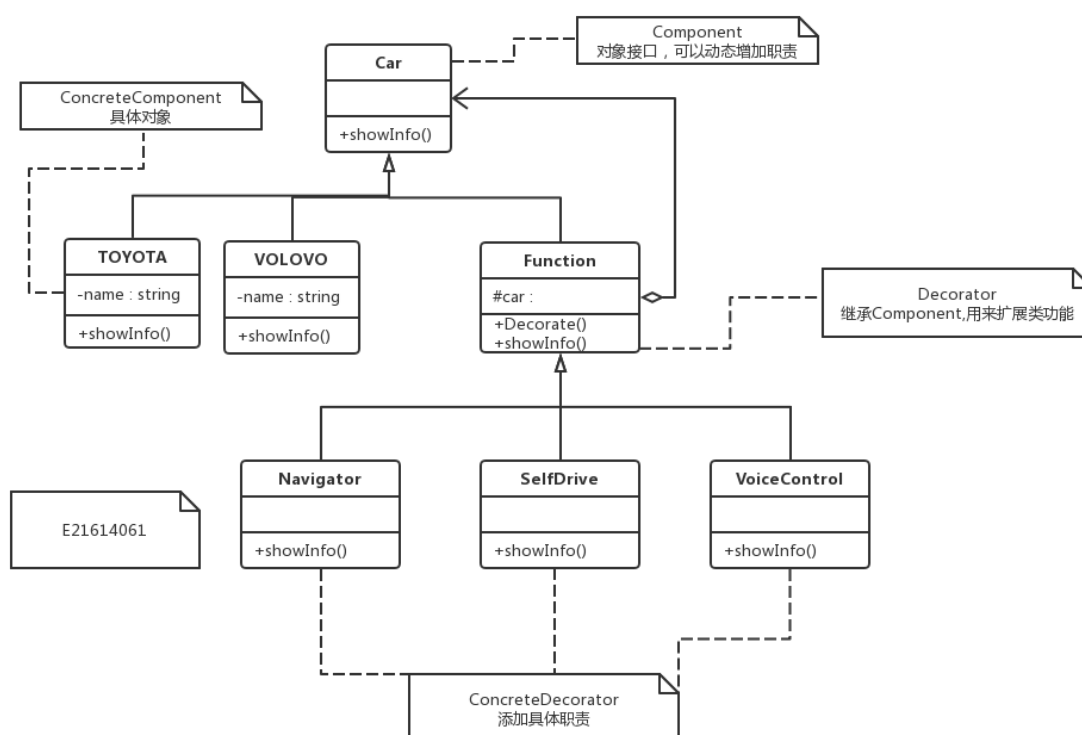 Component
对象接口，可以动态增加职责
Car
+showInfo()
ConcreteComponent
具体对象
TOYOTA
-name : string
+showInfo()
VOLOVO
-name : string
+showInfo()
Function
#car :
+Decorate()
+showInfo()
Decorator
继承Component,用来扩展类功能
Navigator
+showInfo()
SelfDrive
+showInfo()
VoiceControl
+showInfo()
E21614061
ConcreteDecorator
添加具体职责